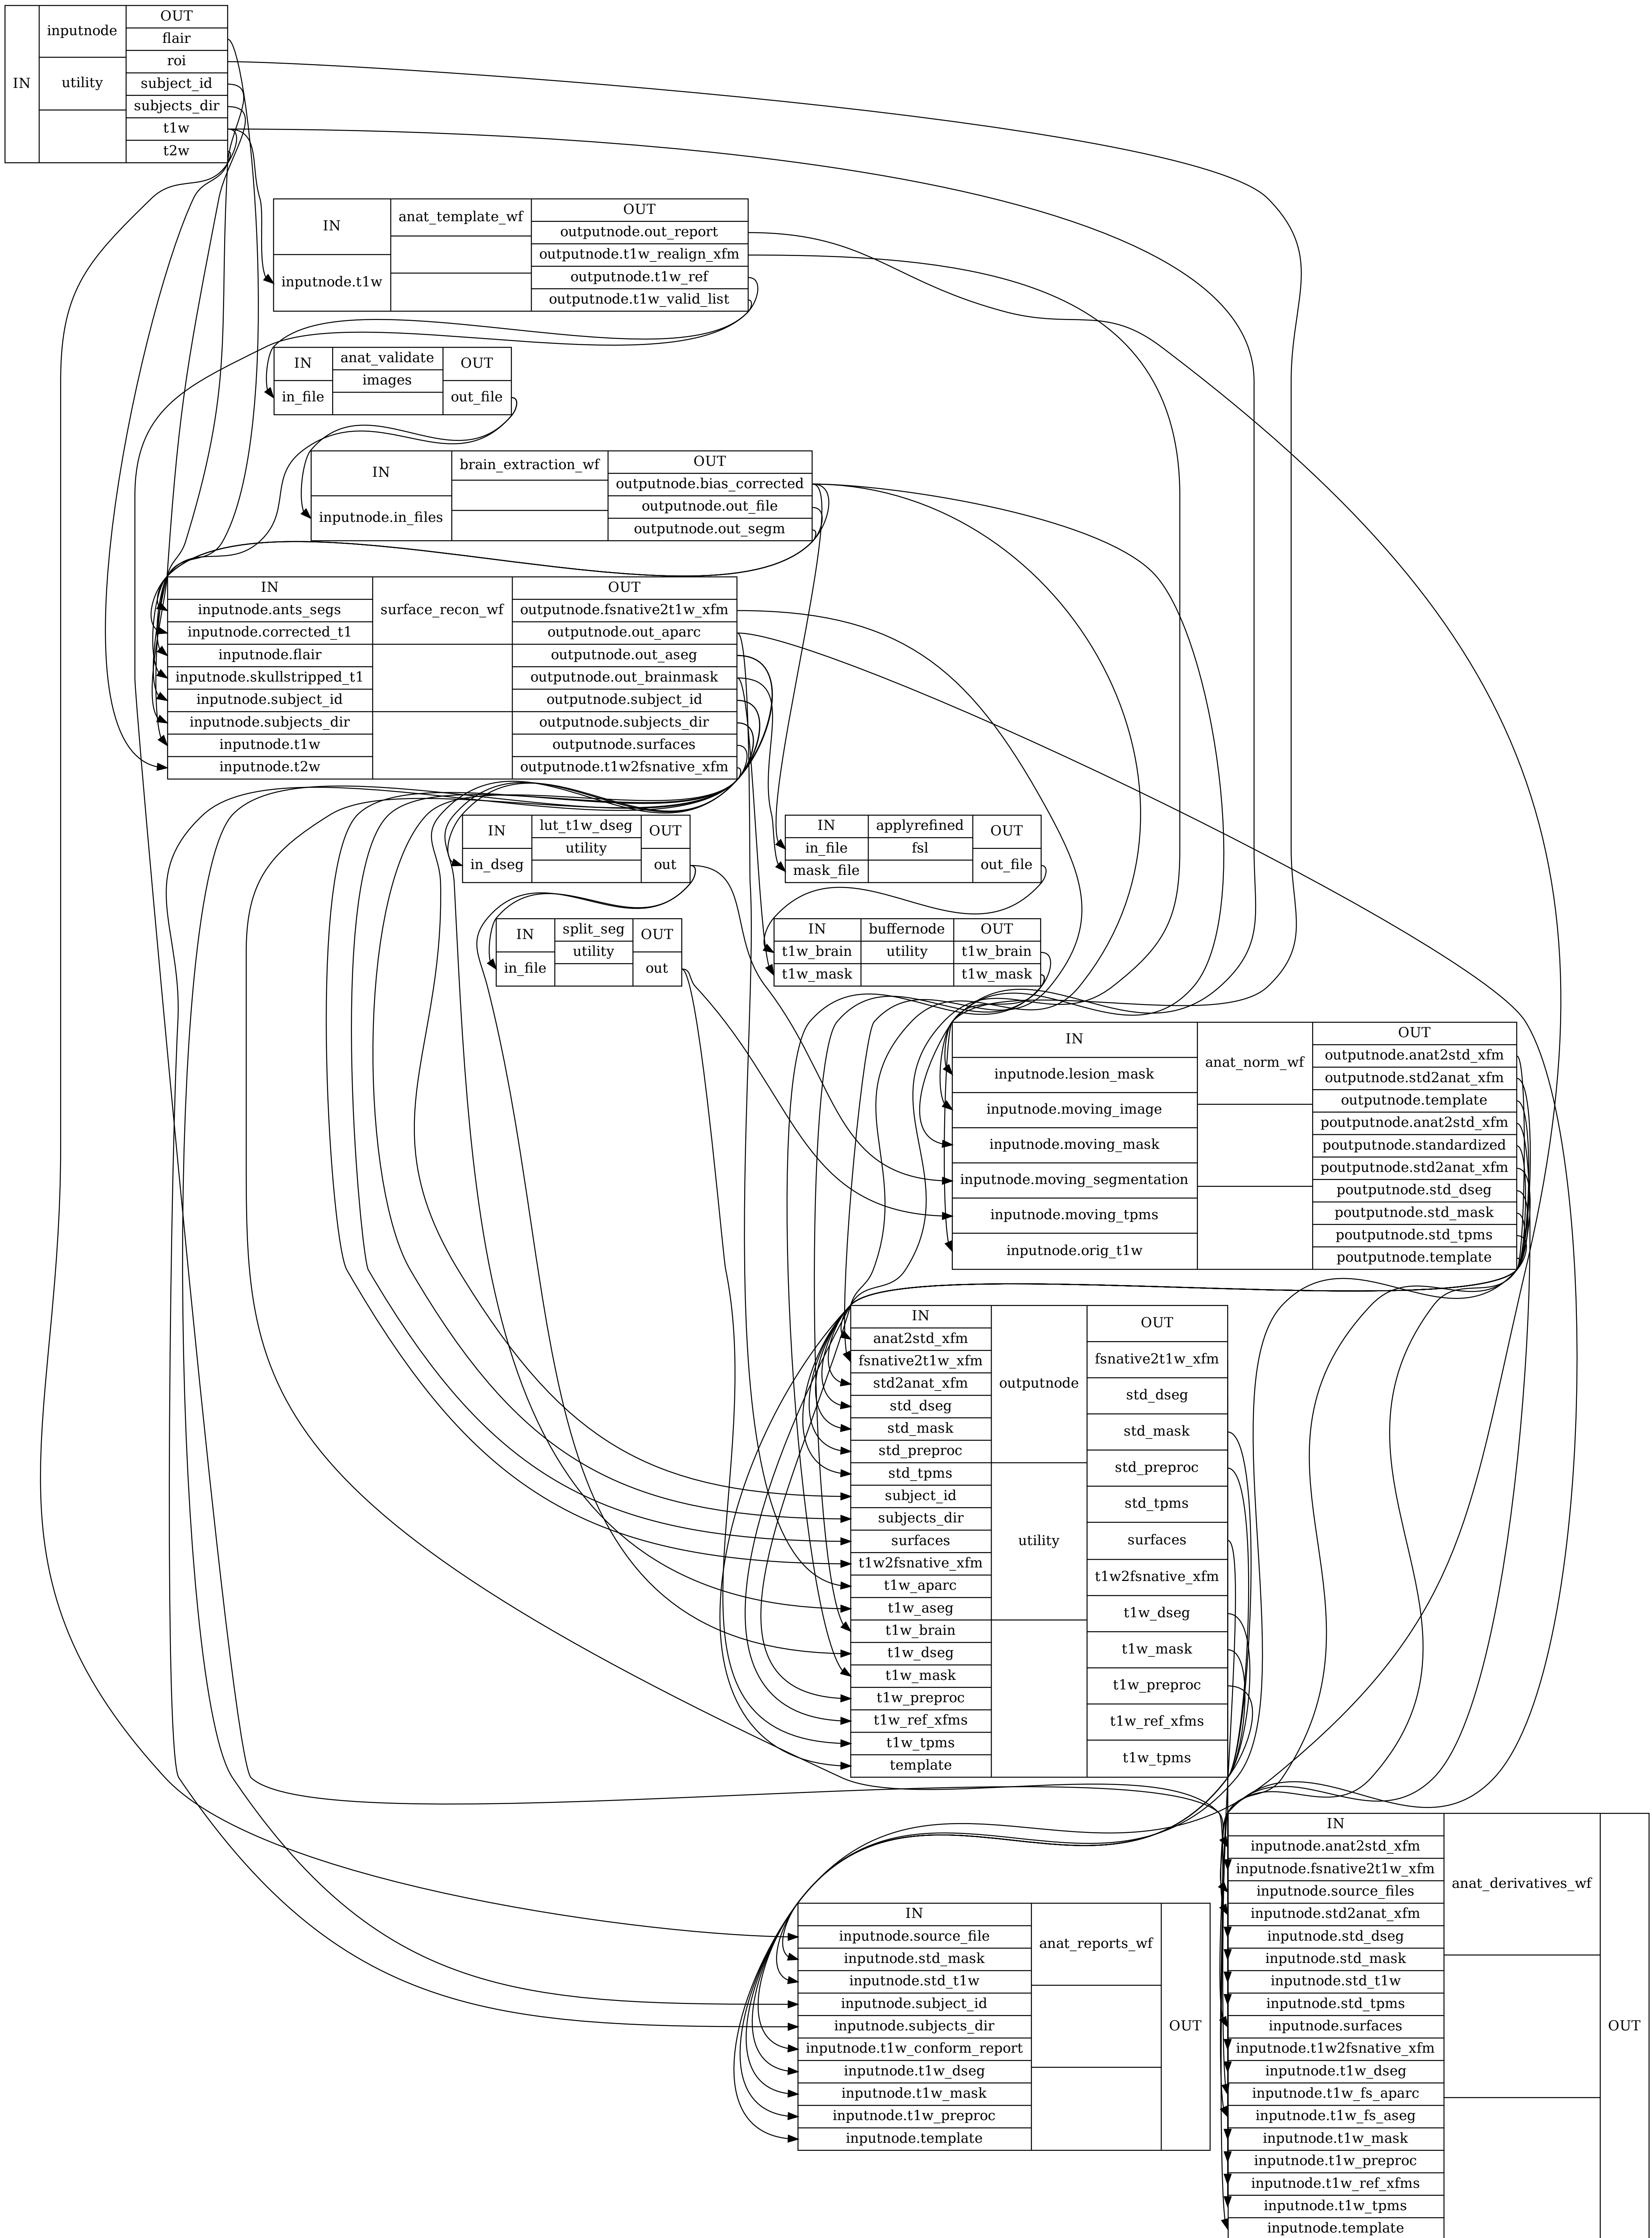 IN
inputnode
utility
OUT
flair
roi
subject_id
subjects_dir
t1w
t2w
IN
inputnode.t1w
anat_template_wf
OUT
outputnode.out_report
outputnode.t1w_realign_xfm
outputnode.t1w_ref
outputnode.t1w_valid_list
IN
in_file
anat_validate
images
OUT
out_file
IN
inputnode.in_files
brain_extraction_wf
OUT
outputnode.bias_corrected
outputnode.out_file
outputnode.out_segm
IN
inputnode.ants_segs
inputnode.corrected_t1
inputnode.flair
inputnode.skullstripped_t1
inputnode.subject_id
inputnode.subjects_dir
inputnode.t1w
inputnode.t2w
surface_recon_wf
OUT
outputnode.fsnative2t1w_xfm
outputnode.out_aparc
outputnode.out_aseg
outputnode.out_brainmask
outputnode.subject_id
outputnode.subjects_dir
outputnode.surfaces
outputnode.t1w2fsnative_xfm
IN
in_dseg
lut_t1w_dseg
utility
OUT
out
IN
in_file
mask_file
applyrefined
fsl
OUT
out_file
IN
in_file
split_seg
utility
OUT
out
IN
t1w_brain
t1w_mask
buffernode
utility
OUT
t1w_brain
t1w_mask
IN
inputnode.lesion_mask
inputnode.moving_image
inputnode.moving_mask
inputnode.moving_segmentation
inputnode.moving_tpms
inputnode.orig_t1w
anat_norm_wf
OUT
outputnode.anat2std_xfm
outputnode.std2anat_xfm
outputnode.template
poutputnode.anat2std_xfm
poutputnode.standardized
poutputnode.std2anat_xfm
poutputnode.std_dseg
poutputnode.std_mask
poutputnode.std_tpms
poutputnode.template
IN
anat2std_xfm
fsnative2t1w_xfm
std2anat_xfm
std_dseg
std_mask
std_preproc
std_tpms
subject_id
subjects_dir
surfaces
t1w2fsnative_xfm
t1w_aparc
t1w_aseg
t1w_brain
t1w_dseg
t1w_mask
t1w_preproc
t1w_ref_xfms
t1w_tpms
template
outputnode
utility
OUT
fsnative2t1w_xfm
std_dseg
std_mask
std_preproc
std_tpms
surfaces
t1w2fsnative_xfm
t1w_dseg
t1w_mask
t1w_preproc
t1w_ref_xfms
t1w_tpms
IN
inputnode.source_file
inputnode.std_mask
inputnode.std_t1w
inputnode.subject_id
inputnode.subjects_dir
inputnode.t1w_conform_report
inputnode.t1w_dseg
inputnode.t1w_mask
inputnode.t1w_preproc
inputnode.template
anat_reports_wf
OUT
IN
inputnode.anat2std_xfm
inputnode.fsnative2t1w_xfm
inputnode.source_files
inputnode.std2anat_xfm
inputnode.std_dseg
inputnode.std_mask
inputnode.std_t1w
inputnode.std_tpms
inputnode.surfaces
inputnode.t1w2fsnative_xfm
inputnode.t1w_dseg
inputnode.t1w_fs_aparc
inputnode.t1w_fs_aseg
inputnode.t1w_mask
inputnode.t1w_preproc
inputnode.t1w_ref_xfms
inputnode.t1w_tpms
inputnode.template
anat_derivatives_wf
OUT